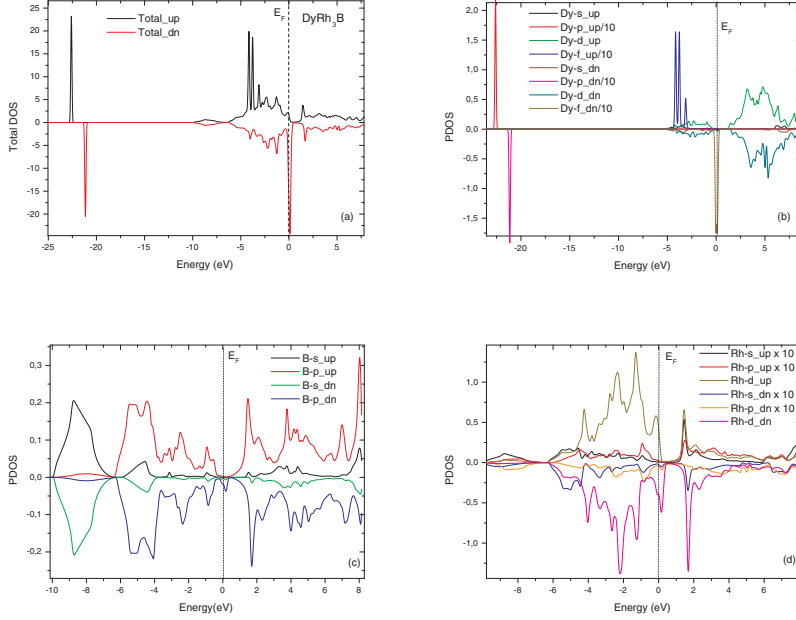 E_F
DyRh₃B
Total_up
Total_dn
25
20
15
10
5
0
-5
-10
-15
-20
Total DOS
(a)
-25 -20 -15 -10 -5 0 5
Energy (eV)
Dy-s_up
Dy-p_up/10
Dy-d_up
Dy-f_up/10
Dy-s_dn
Dy-p_dn/10
Dy-d_dn
Dy-f_dn/10
E_F
2,0
1,5
1,0
0,5
0,0
0,5
1,0
1,5
PDOS
(b)
-20 -15 -10 -5 0 5
Energy (eV)
E_F
B-s_up
B-p_up
B-s_dn
B-p_dn
0,3
0,2
0,1
0,0
0,1
0,2
PDOS
(c)
-10 -8 -6 -4 -2 0 2 4 6 8
Energy(eV)
E_F
Rh-s_up x 10
Rh-p_up x 10
Rh-d_up
Rh-s_dn x 10
Rh-p_dn x 10
Rh-d_dn
1,0
0,5
0,0
0,5
1,0
PDOS
(d)
-8 -6 -4 -2 0 2 4 6
Energy (eV)